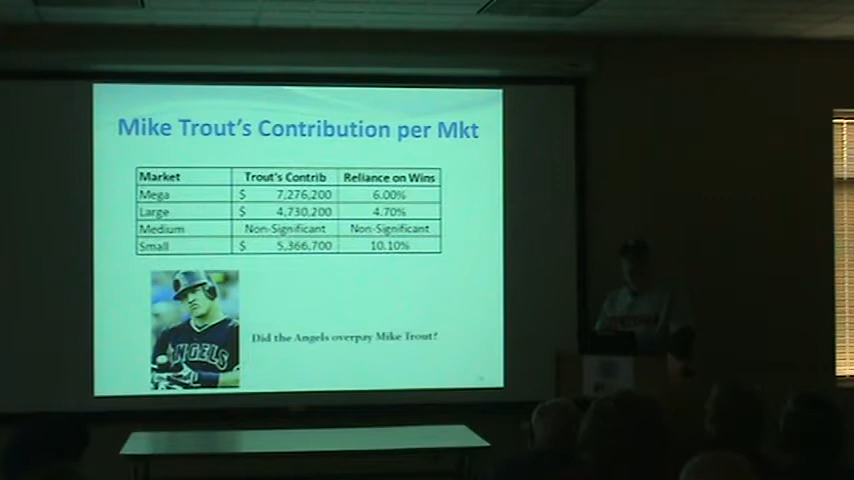 Mike Trout's Contribution per Mkt
Market Trout's Contrib Reliance on Wins
Mega $ 7,276,200 6.00%
Large $ 4,730,200 4.70%
Medium Non-Significant Non-Significant
Small $ 5,366,700 10.10%
ANGELS
Did the Angels overpay Mike Trout?